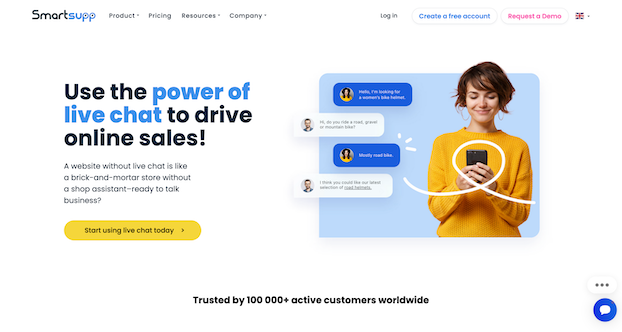 Smartsupp
Product
Pricing
Resources
Company
Log in
Create a free account
Request a Demo
Use the power of
live chat to drive
online sales!
A website without live chat is like
a brick-and-mortar store without
a shop assistant–ready to talk
business?
Start using live chat today
Hello, I'm looking for
a women's bike helmet.
Hi, do you ride a road, gravel
or mountain bike?
Mostly road bike.
I think you could like our latest
selection of road helmets.
Trusted by 100 000+ active customers worldwide